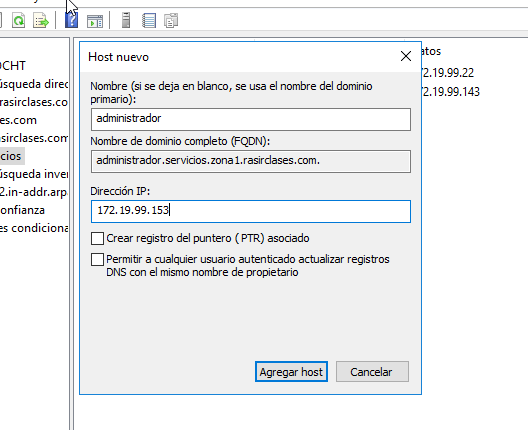 Host nuevo
OCHT
úsqueda direc
rasirclases.co
es.com
asirclases.com
cios
úsqueda inver
2.in-addr.arp
onfianza
es condiciona
Nombre (si se deja en blanco, se usa el nombre del dominio
primario):
administrador
Nombre de dominio completo (FQDN):
administrador.servicios.zona1.rasirclases.com.
Dirección IP:
172.19.99.153
Crear registro del puntero (PTR) asociado
Permitir a cualquier usuario autenticado actualizar registros
DNS con el mismo nombre de propietario
Agregar host
Cancelar
atos
72.19.99.22
72.19.99.143